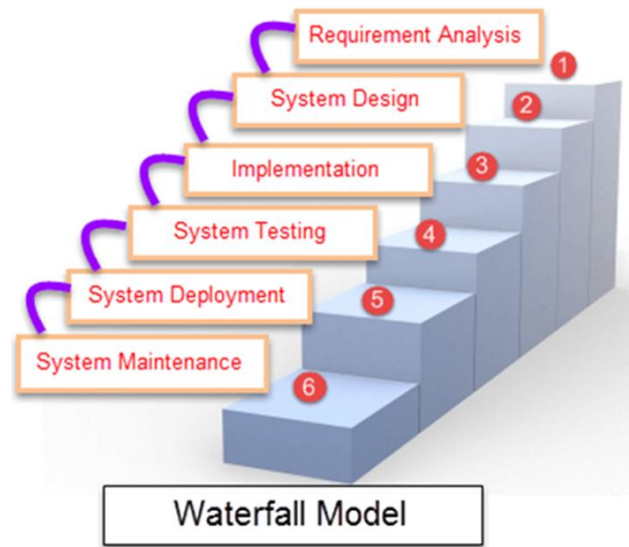 Requirement Analysis
1
System Design
2
Implementation
3
System Testing
4
System Deployment
5
System Maintenance
6
Waterfall Model